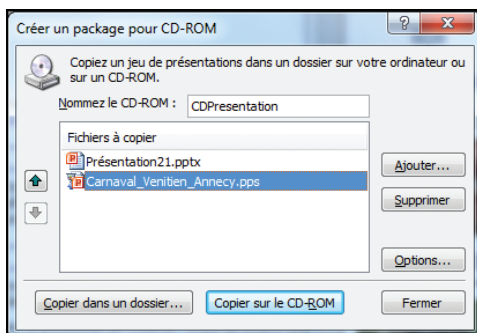 Créer un package pour CD-ROM
Copiez un jeu de présentations dans un dossier sur votre ordinateur ou
sur un CD-ROM.
Nommez le CD-ROM : CDPresentation
Fichiers à copier
Présentation21.pptx
Carnaval_Venitien_Annecy.pps
Ajouter...
Supprimer
Options...
Copier dans un dossier... Copier sur le CD-ROM Fermer